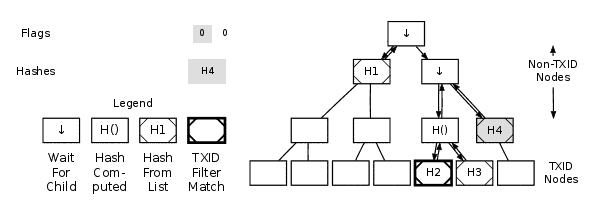 Flags 0 0
Hashes H4
Legend
↓ H() H1
Wait For Child
Hash Com- puted
Hash From List
TXID Filter Match
↓
H1 ↓
H() H4
H2 H3
Non-TXID
Nodes
TXID
Nodes